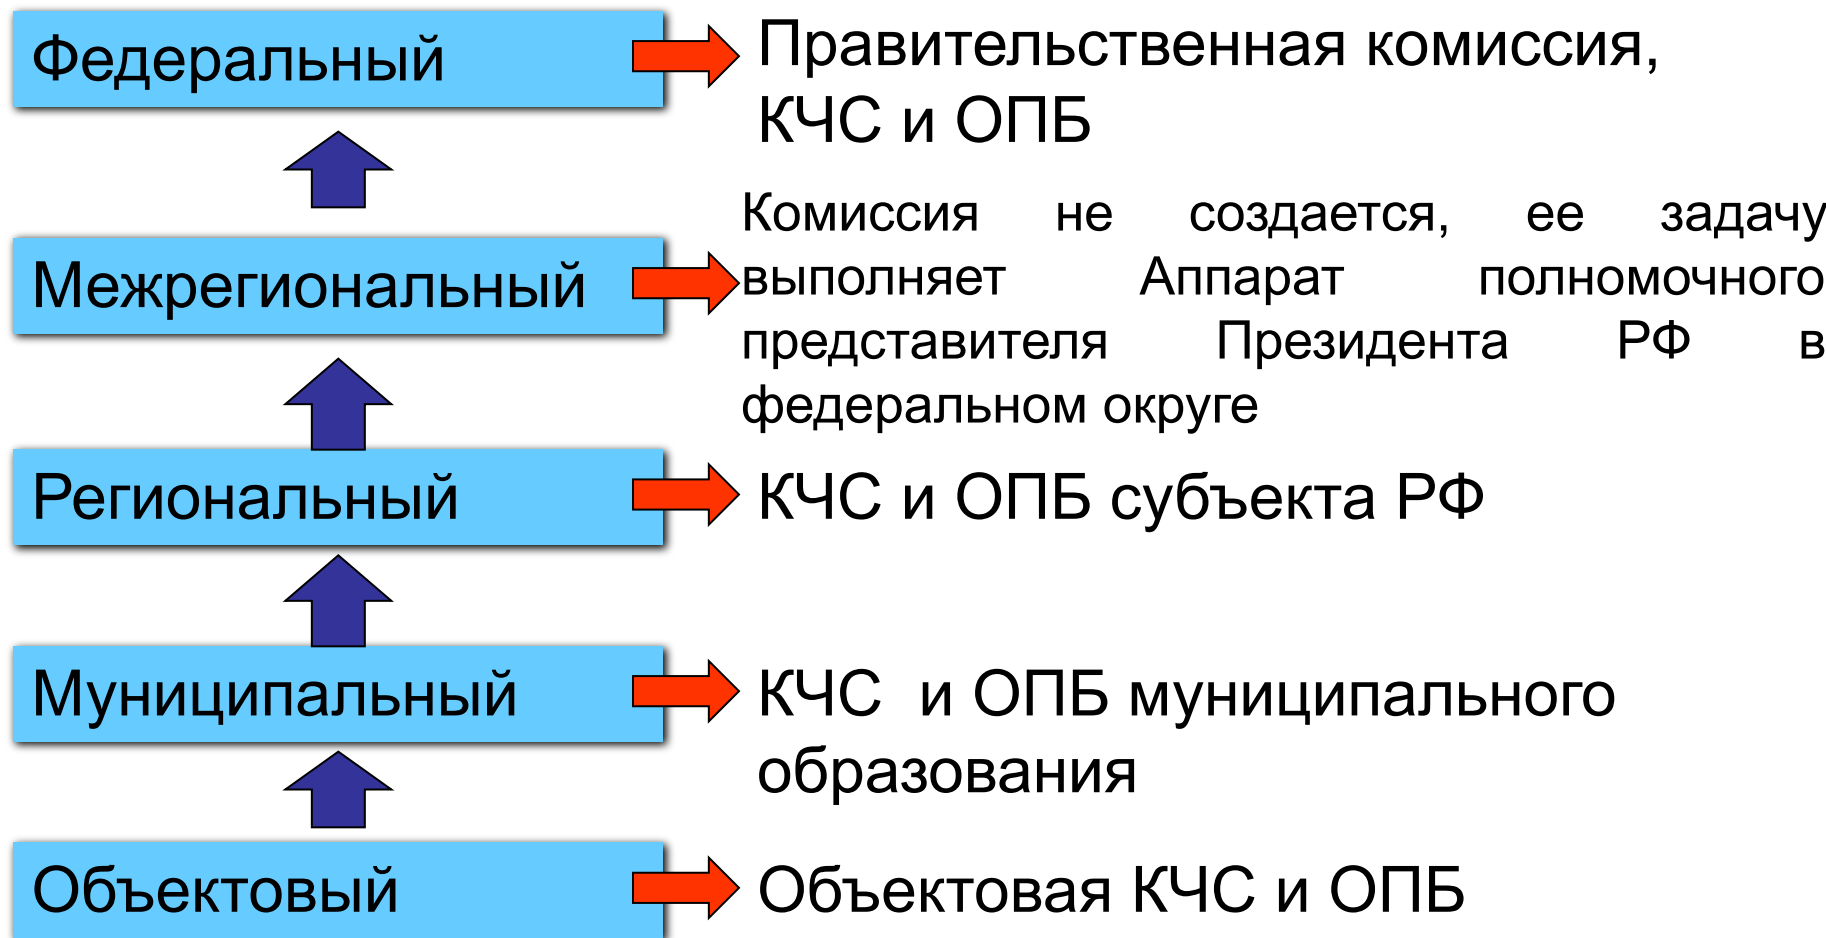 Федеральный
Правительственная комиссия,
КЧС и ОПБ
Межрегиональный
Комиссия не создается, ее задачу
выполняет Аппарат полномочного
представителя Президента РФ в
федеральном округе
Региональный
КЧС и ОПБ субъекта РФ
Муниципальный
КЧС и ОПБ муниципального
образования
Объектовый
Объектовая КЧС и ОПБ